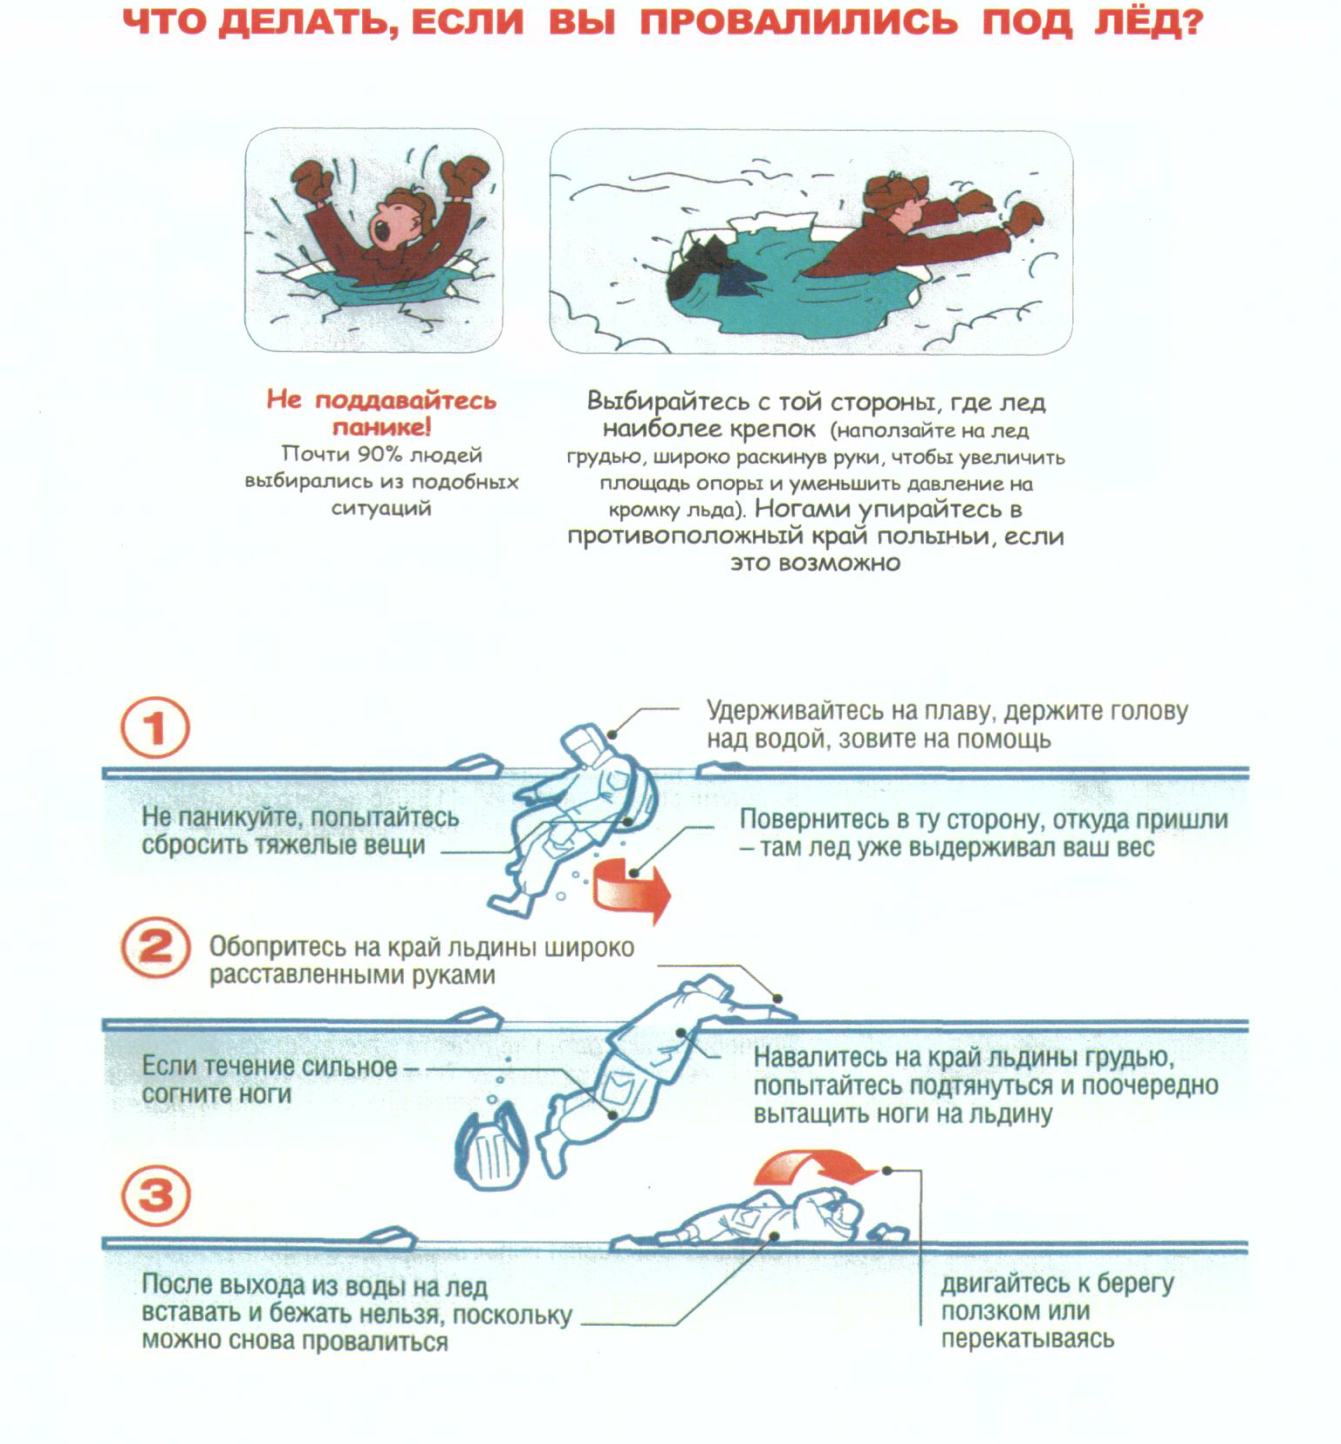 ЧТО ДЕЛАТЬ, ЕСЛИ ВЫ ПРОВАЛИЛИСЬ ПОД ЛЁД?
Не поддавайтесь
панике!
Почти 90% людей
выбирались из подобных
ситуаций
Выбирайтесь с той стороны, где лед
наиболее крепок (наползайте на лед
грудью, широко раскинув руки, чтобы увеличить
площадь опоры и уменьшить давление на
кромку льда). Ногами упирайтесь в
противоположный край полыньи, если
это возможно
1
Удерживайтесь на плаву, держите голову
над водой, зовите на помощь
Не паникуйте, попытайтесь
сбросить тяжелые вещи
Повернитесь в ту сторону, откуда пришли
– там лед уже выдерживал ваш вес
2
Обопритесь на край льдины широко
расставленными руками
Если течение сильное –
согните ноги
Навалитесь на край льдины грудью,
попытайтесь подтянуться и поочередно
вытащить ноги на льдину
3
После выхода из воды на лед
вставать и бежать нельзя, поскольку
можно снова провалиться
двигайтесь к берегу
ползком или
перекатываясь